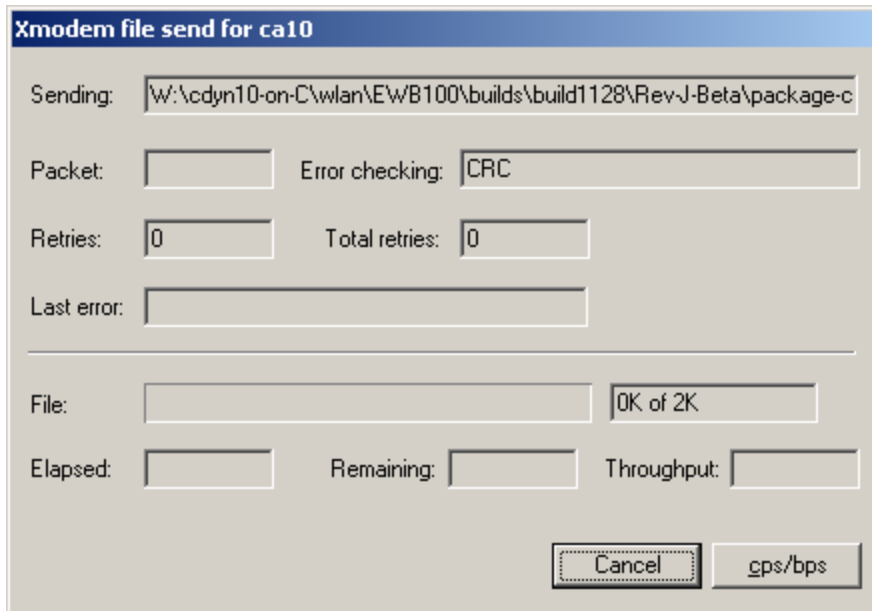 Xmodem file send for ca10
Sending: W:\cdyn10-on-C\wlan\EWB100\builds\build1128\Rev-J-Beta\package-c
Packet: Error checking: CRC
Retries: 0 Total retries: 0
Last error:
File: 0K of 2K
Elapsed: Remaining: Throughput:
Cancel cps/bps